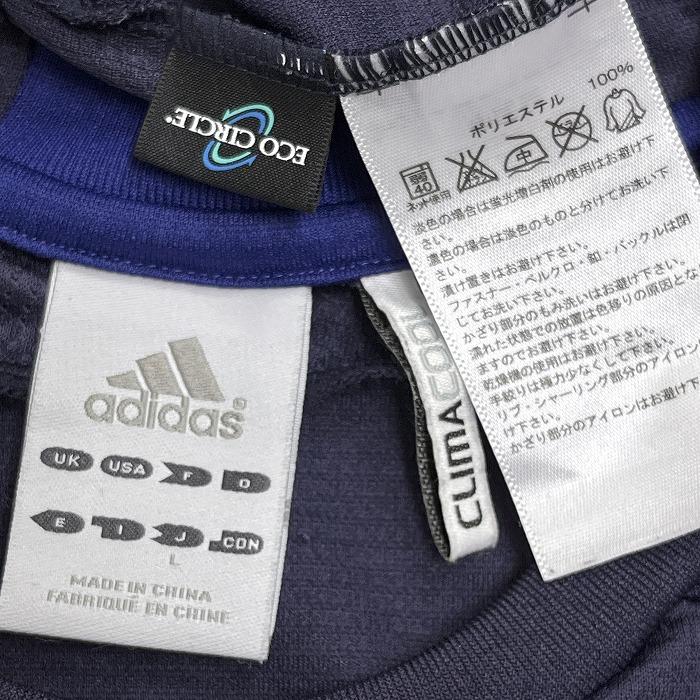 ECO CIRCLE®
ポリエステル 100%
弱
40
中
ネット使用
淡色の場合は蛍光増白剤の使用はお避け下
さい。
濃色の場合は淡色のものと分けてお洗い下
さい。
漬け置きはお避け下さい。
ファスナー・ベルクロ・釦・バックルは閉
じてお洗い下さい。
かざり部分のもみ洗いはお避け下
濡れた状態での放置は色移りの原因とな
ますのでお避け下さい。
乾燥機の使用はお避け下さい。
手絞りは極力少なくして下さい。
リブ・シャーリング部分のアイロン
け下さい。
かざり部分のアイロンはお避け下
CLIMACOOL
adidas®
UK USA F D
E I J CDN
L
MADE IN CHINA
FABRIQUÉ EN CHINE